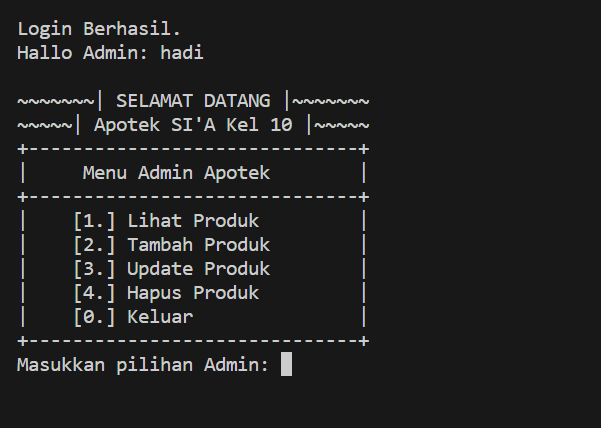 Login Berhasil.
Hallo Admin: hadi
~~~~~~~| SELAMAT DATANG |~~~~~~~
~~~~~| Apotek SI'A Kel 10 |~~~~~
+------------------------------+
|     Menu Admin Apotek        |
+------------------------------+
|    [1.] Lihat Produk         |
|    [2.] Tambah Produk        |
|    [3.] Update Produk        |
|    [4.] Hapus Produk         |
|    [0.] Keluar               |
+------------------------------+
Masukkan pilihan Admin: